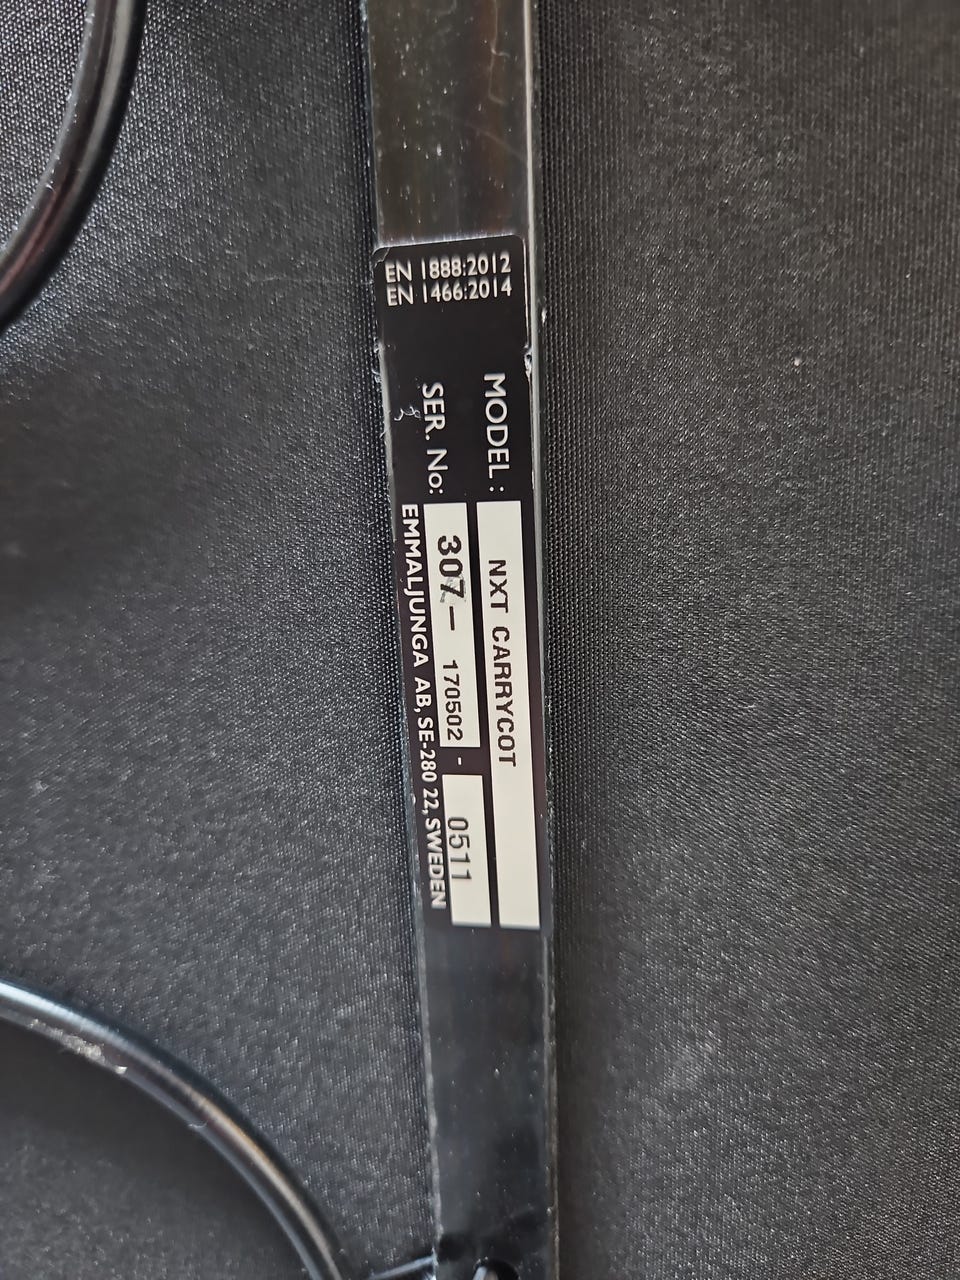 EN 1888:2012
EN 1466:2014
MODEL : NXT CARRYCOT
SER. No: 307- 170502 - 0511
EMMALJUNGA AB, SE-280 22, SWEDEN